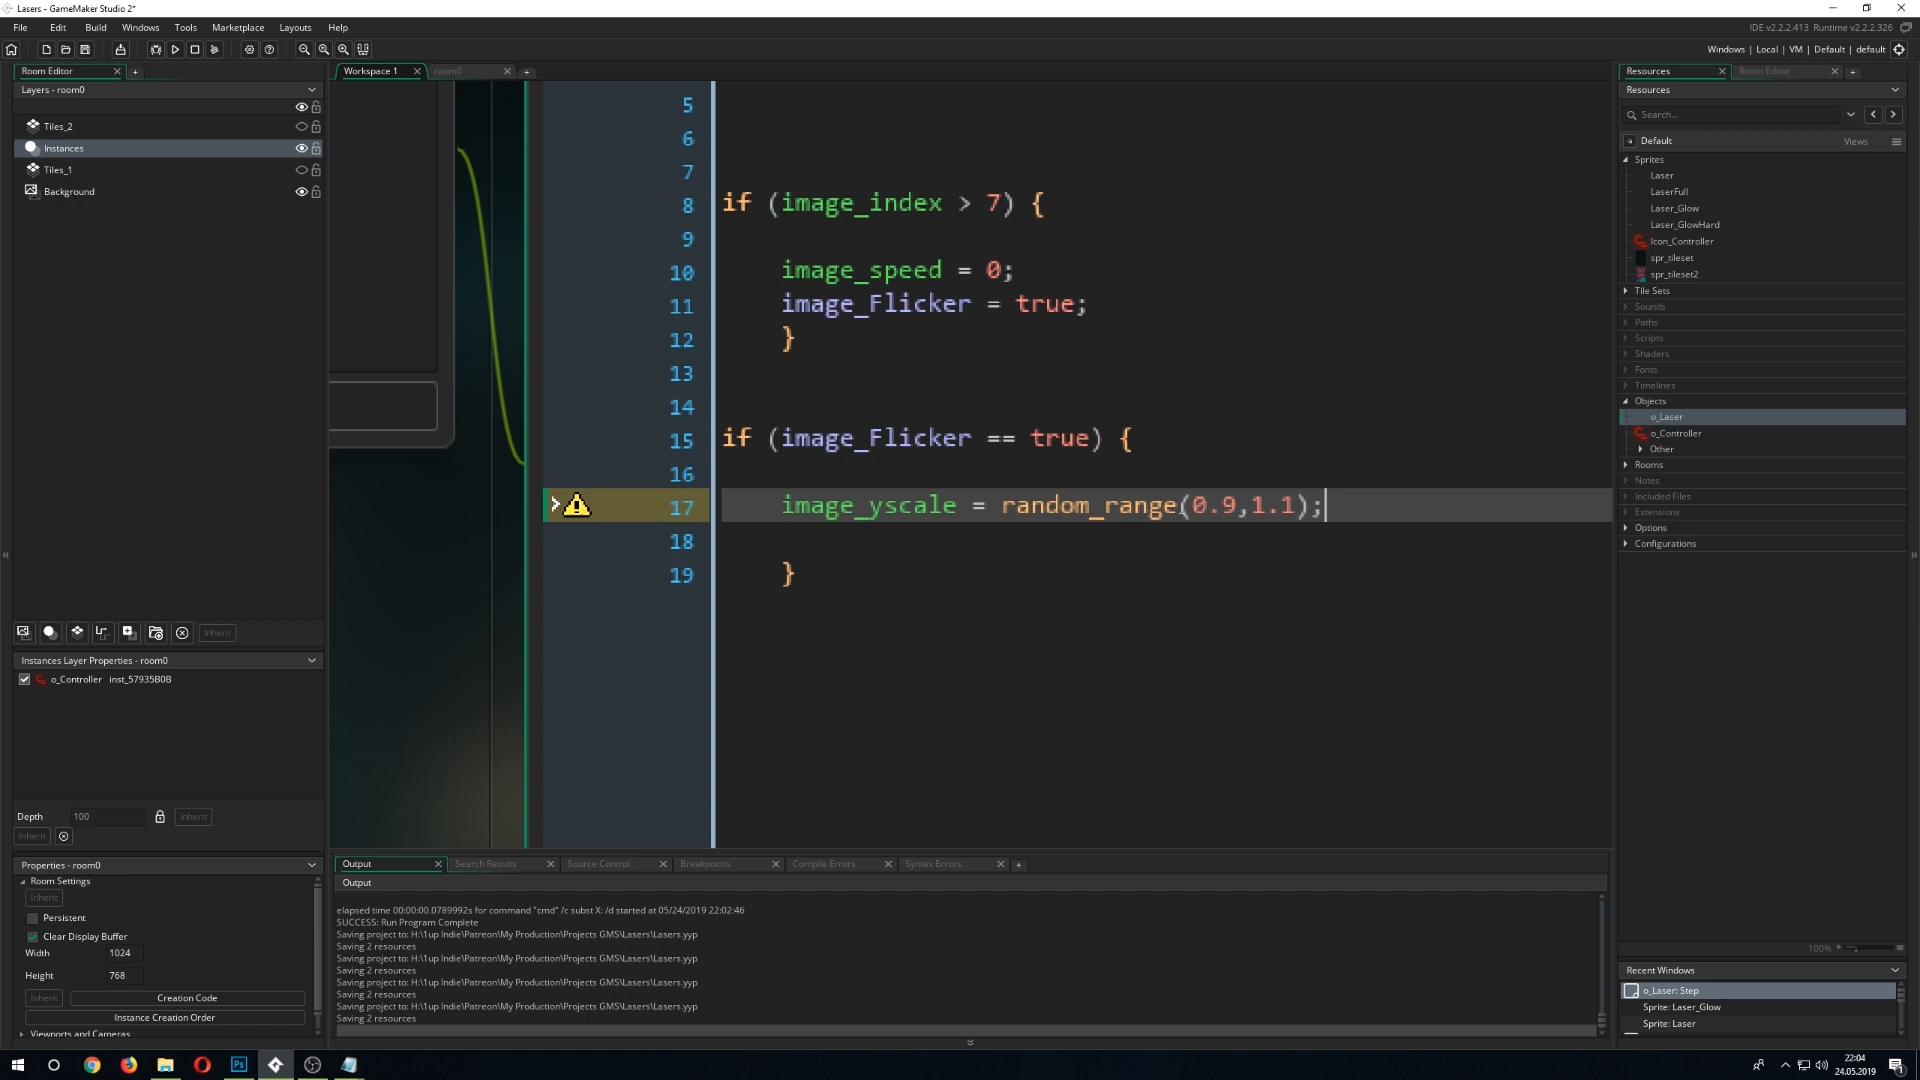 Lasers - GameMaker Studio 2*
File Edit Build Windows Tools Marketplace Layouts Help
IDE v2.2.2.413 Runtime v2.2.2.326
Windows | Local | VM | Default | default
Room Editor
Workspace 1
room0
Resources
Room Editor
Layers - room0
Resources
Search...
Tiles_2
Instances
Tiles_1
Background
Default
Views
Sprites
Laser
LaserFull
Laser_Glow
Laser_GlowHard
Icon_Controller
spr_tileset
spr_tileset2
Tile Sets
Sounds
Paths
Scripts
Shaders
Fonts
Timelines
Objects
o_Laser
o_Controller
Other
Rooms
Notes
Included Files
Extensions
Options
Configurations
5
6
7
8 if (image_index > 7) {
9
10 image_speed = 0;
11 image_Flicker = true;
12 }
13
14
15 if (image_Flicker == true) {
16
17 image_yscale = random_range(0.9,1.1);
18
19 }
Inherit
Instances Layer Properties - room0
o_Controller inst_57935B0B
Depth 100 Inherit
Inherit
Properties - room0
Room Settings
Inherit
Persistent
Clear Display Buffer
Width 1024
Height 768
Inherit Creation Code
Instance Creation Order
Viewports and Cameras
Output Search Results Source Control Breakpoints Compile Errors Syntax Errors
Output
elapsed time 00:00:00.0789992s for command "cmd" /c subst X: /d started at 05/24/2019 22:02:46
SUCCESS: Run Program Complete
Saving project to: H:\1up Indie\Patreon\My Production\Projects GMS\Lasers\Lasers.yyp
Saving 2 resources
Saving project to: H:\1up Indie\Patreon\My Production\Projects GMS\Lasers\Lasers.yyp
Saving 2 resources
Saving project to: H:\1up Indie\Patreon\My Production\Projects GMS\Lasers\Lasers.yyp
Saving 2 resources
Saving project to: H:\1up Indie\Patreon\My Production\Projects GMS\Lasers\Lasers.yyp
Saving 2 resources
100%
Recent Windows
o_Laser: Step
Sprite: Laser_Glow
Sprite: Laser
Ps
22:04
24.05.2019